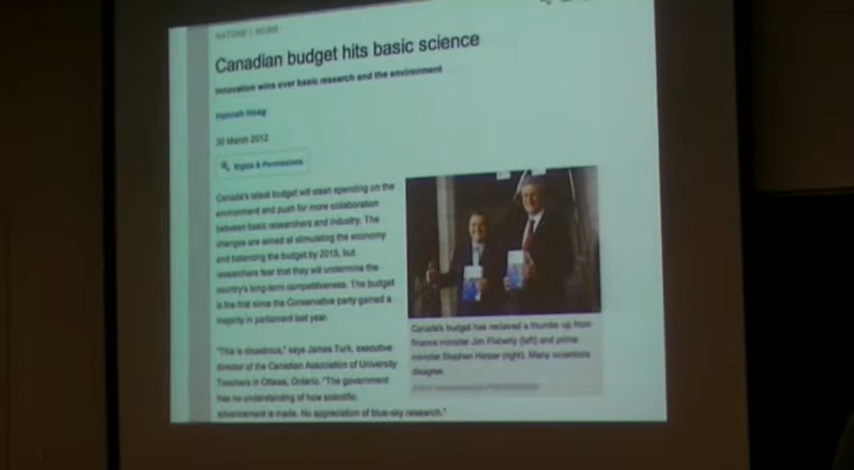 NATURE | NEWS
Canadian budget hits basic science
Innovation wins over basic research and the environment
Hannah Hoag
30 March 2012
Rights & Permissions
Canada's latest budget will slash spending on the
environment and push for more collaboration
between basic researchers and industry. The
changes are aimed at stimulating the economy
and balancing the budget by 2015, but
researchers fear that they will undermine the
country's long-term competitiveness. The budget
is the first since the Conservative party gained a
majority in parliament last year.
Canada's budget has recieved a thumbs up from
finance minister Jim Flaherty (left) and prime
minister Stephen Harper (right). Many scientists
disagree.
"This is disastrous," says James Turk, executive
director of the Canadian Association of University
Teachers in Ottawa, Ontario. "The government
has no understanding of how scientific
advancement is made. No appreciation of blue-sky research."